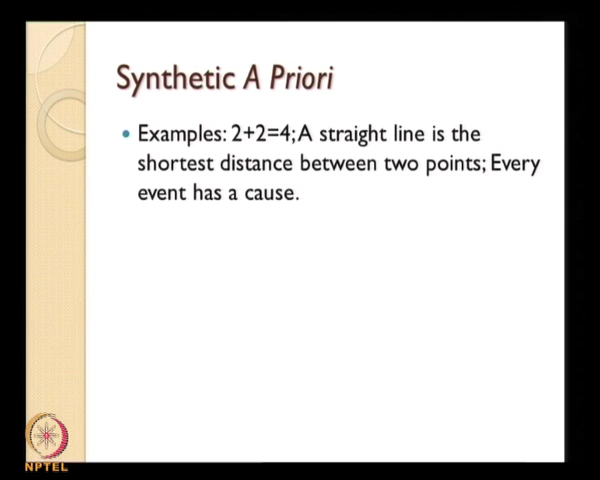 Synthetic A Priori
Examples: 2+2=4; A straight line is the
shortest distance between two points; Every
event has a cause.
NPTEL